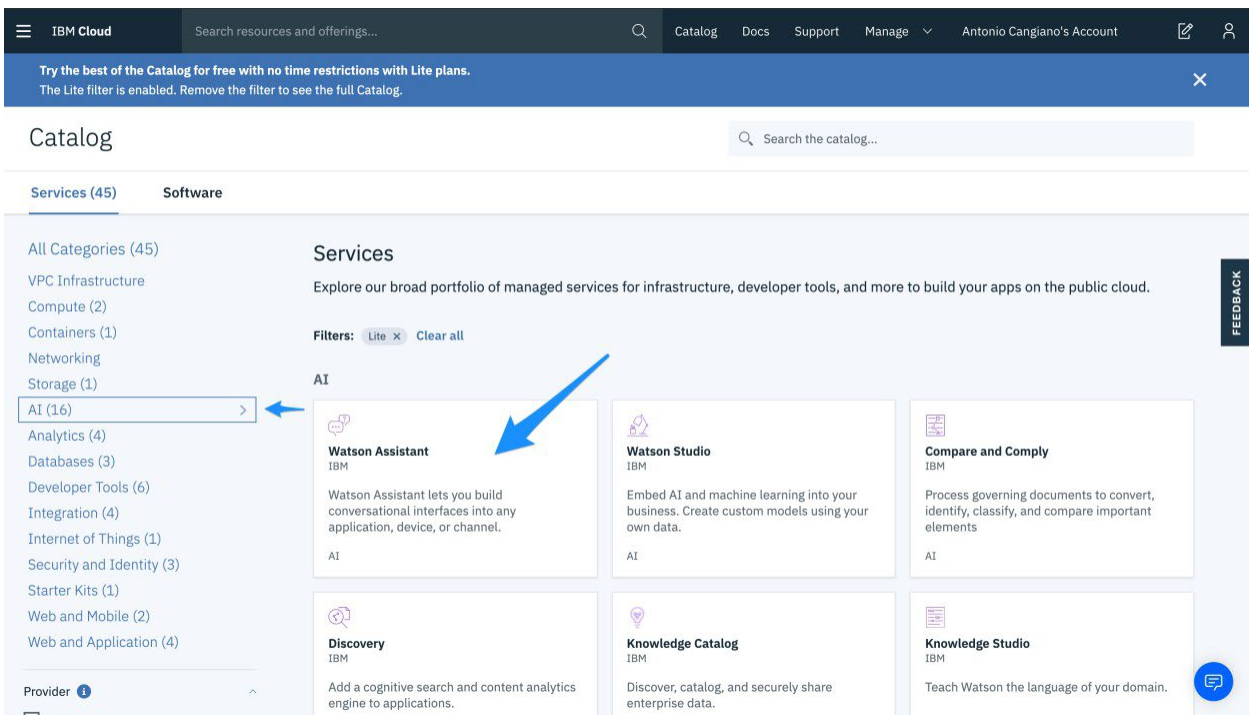 IBM Cloud
Search resources and offerings...
Catalog
Docs
Support
Manage
Antonio Cangiano's Account
Try the best of the Catalog for free with no time restrictions with Lite plans.
The Lite filter is enabled. Remove the filter to see the full Catalog.
Catalog
Search the catalog...
Services (45)
Software
All Categories (45)
VPC Infrastructure
Compute (2)
Containers (1)
Networking
Storage (1)
AI (16)
Analytics (4)
Databases (3)
Developer Tools (6)
Integration (4)
Internet of Things (1)
Security and Identity (3)
Starter Kits (1)
Web and Mobile (2)
Web and Application (4)
Provider
Services
Explore our broad portfolio of managed services for infrastructure, developer tools, and more to build your apps on the public cloud.
Filters: Lite × Clear all
AI
Watson Assistant
IBM
Watson Assistant lets you build
conversational interfaces into any
application, device, or channel.
AI
Watson Studio
IBM
Embed AI and machine learning into your
business. Create custom models using your
own data.
AI
Compare and Comply
IBM
Process governing documents to convert,
identify, classify, and compare important
elements
AI
Discovery
IBM
Add a cognitive search and content analytics
engine to applications.
Knowledge Catalog
IBM
Discover, catalog, and securely share
enterprise data.
Knowledge Studio
IBM
Teach Watson the language of your domain.
FEEDBACK